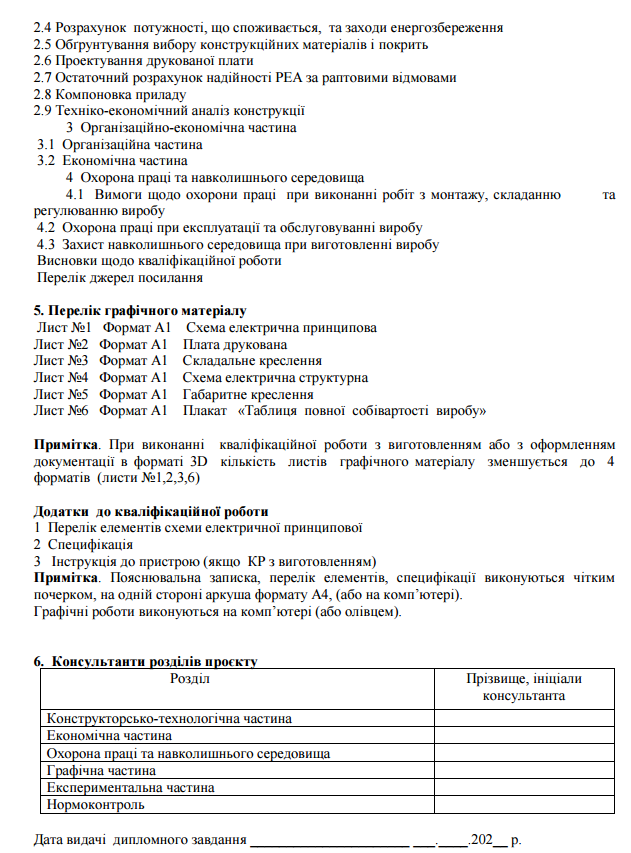 2.4 Розрахунок потужності, що споживається, та заходи енергозбереження
2.5 Обґрунтування вибору конструкційних матеріалів і покрить
2.6 Проектування друкованої плати
2.7 Остаточний розрахунок надійності РЕА за раптовими відмовами
2.8 Компоновка приладу
2.9 Техніко-економічний аналіз конструкції
3 Організаційно-економічна частина
3.1 Організаційна частина
3.2 Економічна частина
4 Охорона праці та навколишнього середовища
4.1 Вимоги щодо охорони праці при виконанні робіт з монтажу, складанню та
регулюванню виробу
4.2 Охорона праці при експлуатації та обслуговуванні виробу
4.3 Захист навколишнього середовища при виготовленні виробу
Висновки щодо кваліфікаційної роботи
Перелік джерел посилання
5. Перелік графічного матеріалу
Лист №1 Формат А1 Схема електрична принципова
Лист №2 Формат А1 Плата друкована
Лист №3 Формат А1 Складальне креслення
Лист №4 Формат А1 Схема електрична структурна
Лист №5 Формат А1 Габаритне креслення
Лист №6 Формат А1 Плакат «Таблиця повної собівартості виробу»
Примітка. При виконанні кваліфікаційної роботи з виготовленням або з оформленням
документації в форматі 3D кількість листів графічного матеріалу зменшується до 4
форматів (листи №1,2,3,6)
Додатки до кваліфікаційної роботи
1 Перелік елементів схеми електричної принципової
2 Специфікація
3 Інструкція до пристрою (якщо КР з виготовленням)
Примітка. Пояснювальна записка, перелік елементів, специфікації виконуються чітким
почерком, на одній стороні аркуша формату А4, (або на комп’ютері).
Графічні роботи виконуються на комп’ютері (або олівцем).
6. Консультанти розділів проєкту
Розділ Прізвище, ініціали
консультанта
Конструкторсько-технологічна частина
Економічна частина
Охорона праці та навколишнього середовища
Графічна частина
Експериментальна частина
Нормоконтроль
Дата видачі дипломного завдання ______________________ ___.____.202__ р.